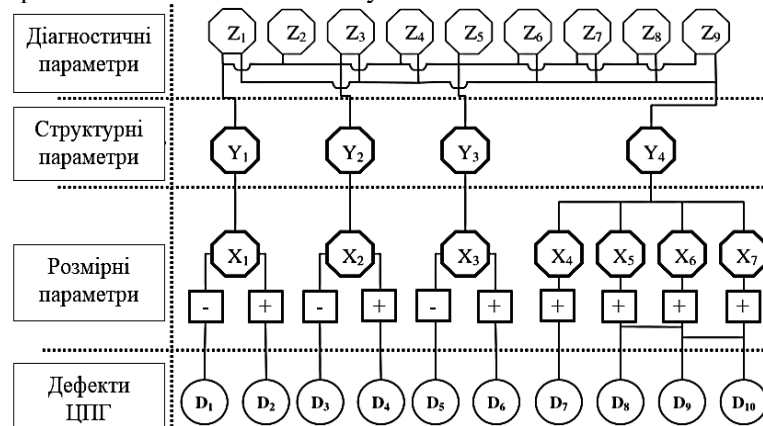 Діагностичні
параметри
Z1 Z2 Z3 Z4 Z5 Z6 Z7 Z8 Z9
Структурні
параметри
Y1 Y2 Y3 Y4
Розмірні
параметри
X1 X2 X3 X4 X5 X6 X7
- + - + - + + + + +
Дефекти
ЦПГ
D1 D2 D3 D4 D5 D6 D7 D8 D9 D10